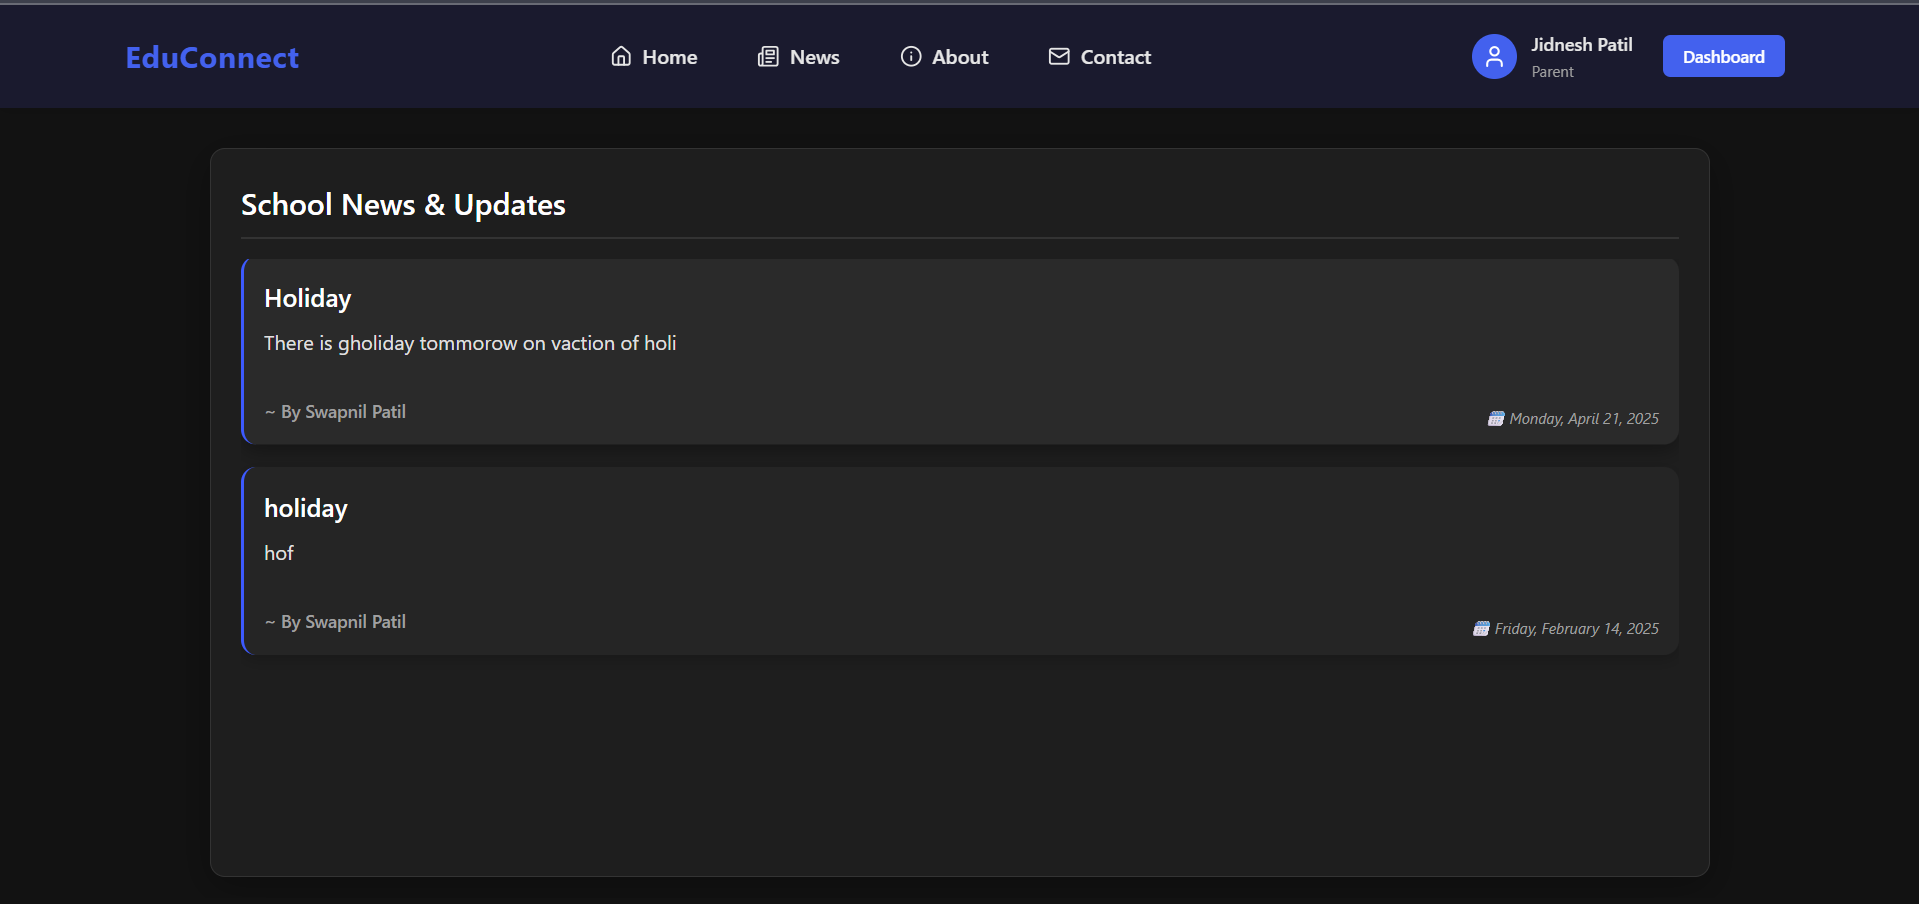 EduConnect
Home
News
About
Contact
Jidnesh Patil
Parent
Dashboard
School News & Updates
Holiday
There is gholiday tommorow on vaction of holi
~ By Swapnil Patil
Monday, April 21, 2025
holiday
hof
~ By Swapnil Patil
Friday, February 14, 2025